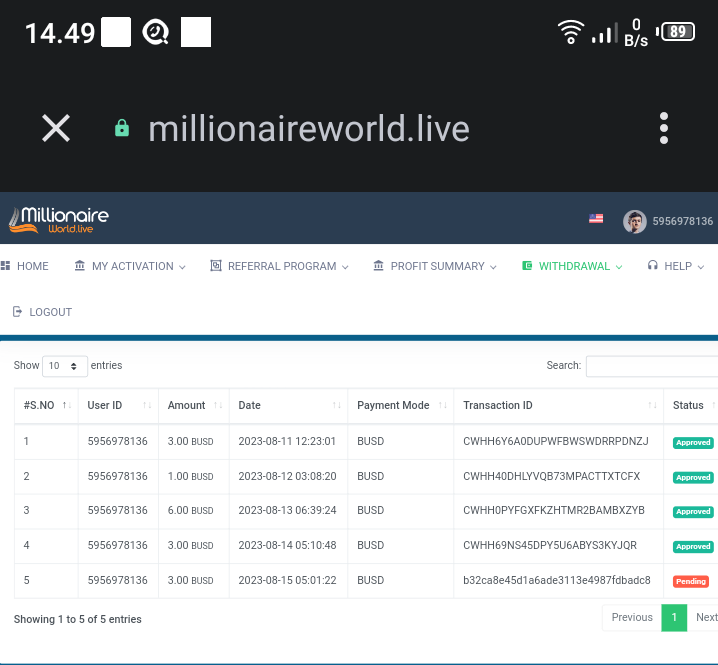 14.49
0
B/s
89
millionaireworld.live
Millionaire
World.live
5956978136
HOME MY ACTIVATION REFERRAL PROGRAM PROFIT SUMMARY WITHDRAWAL HELP
LOGOUT
Show 10 entries Search:
#S.NO User ID Amount Date Payment Mode Transaction ID Status
1 5956978136 3.00 BUSD 2023-08-11 12:23:01 BUSD CWHH6Y6A0DUPWFBWSWDRRPDNZJ Approved
2 5956978136 1.00 BUSD 2023-08-12 03:08:20 BUSD CWHH40DHLYVQB73MPACTTXTCFX Approved
3 5956978136 6.00 BUSD 2023-08-13 06:39:24 BUSD CWHH0PYFGXFKZHTMR2BAMBXZYB Approved
4 5956978136 3.00 BUSD 2023-08-14 05:10:48 BUSD CWHH69NS45DPY5U6ABYS3KYJQR Approved
5 5956978136 3.00 BUSD 2023-08-15 05:01:22 BUSD b32ca8e45d1a6ade3113e4987fdbadc8 Pending
Showing 1 to 5 of 5 entries Previous 1 Next